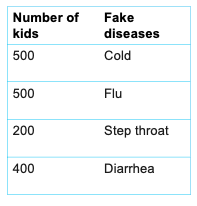 Number of kids Fake diseases
500 Cold
500 Flu
200 Step throat
400 Diarrhea